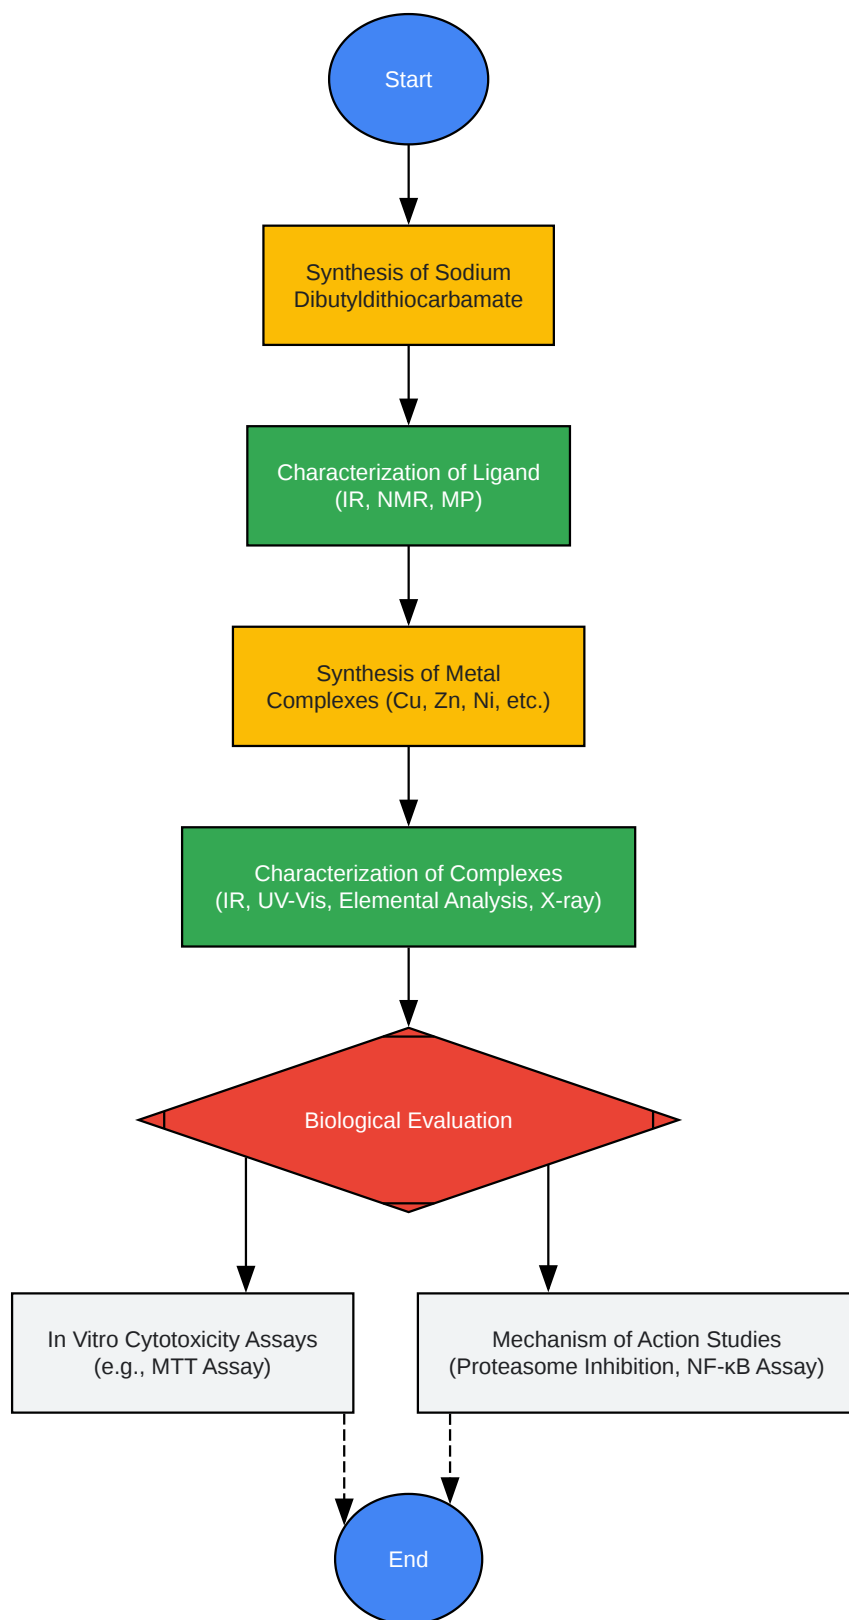 Start
Synthesis of Sodium
Dibutyldithiocarbamate
Characterization of Ligand
(IR, NMR, MP)
Synthesis of Metal
Complexes (Cu, Zn, Ni, etc.)
Characterization of Complexes
(IR, UV-Vis, Elemental Analysis, X-ray)
Biological Evaluation
In Vitro Cytotoxicity Assays
(e.g., MTT Assay)
Mechanism of Action Studies
(Proteasome Inhibition, NF-κB Assay)
End